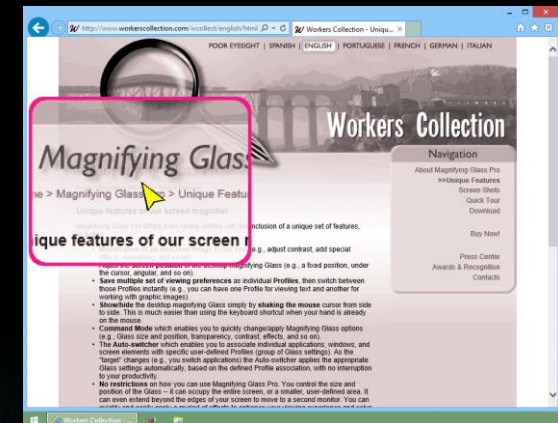 http://www.workerscollection.com/wcollect/english/html
Workers Collection - Uniqu...
POOR EYESIGHT | SPANISH | ENGLISH | PORTUGUESE | FRENCH | GERMAN | ITALIAN
Workers Collection
Magnifying Glass
> Magnifying Glass > Unique Featu
ique features of our screen
inclusion of a unique set of features,
(e.g., adjust contrast, add special
Magnifying Glass (e.g., a fixed position, under
the cursor, angular, and so on).
• Save multiple set of viewing preferences as individual Profiles, then switch between
those Profiles instantly (e.g., you can have one Profile for viewing text and another for
working with graphic images).
• Show/hide the desktop magnifying Glass simply by shaking the mouse cursor from side
to side. This is much easier than using the keyboard shortcut when your hand is already
on the mouse.
• Command Mode which enables you to quickly change/apply Magnifying Glass options
(e.g., Glass size and position, transparency, contrast, effects, and so on).
• The Auto-switcher which enables you to associate individual applications, windows, and
screen elements with specific user-defined Profiles (group of Glass settings). As the
"target" changes (e.g., you switch applications) the Auto-switcher applies the appropriate
Glass settings automatically, based on the defined Profile association, with no interruption
to your productivity.
• No restrictions on how you can use Magnifying Glass Pro. You control the size and
position of the Glass – it can occupy the entire screen, or a smaller, user-defined area. It
can even extend beyond the edges of your screen to move to a second monitor. You can
Navigation
About Magnifying Glass Pro
>>Unique Features
Screen Shots
Quick Tour
Download
Buy Now!
Press Center
Awards & Recognition
Contacts
Workers Collection - ...